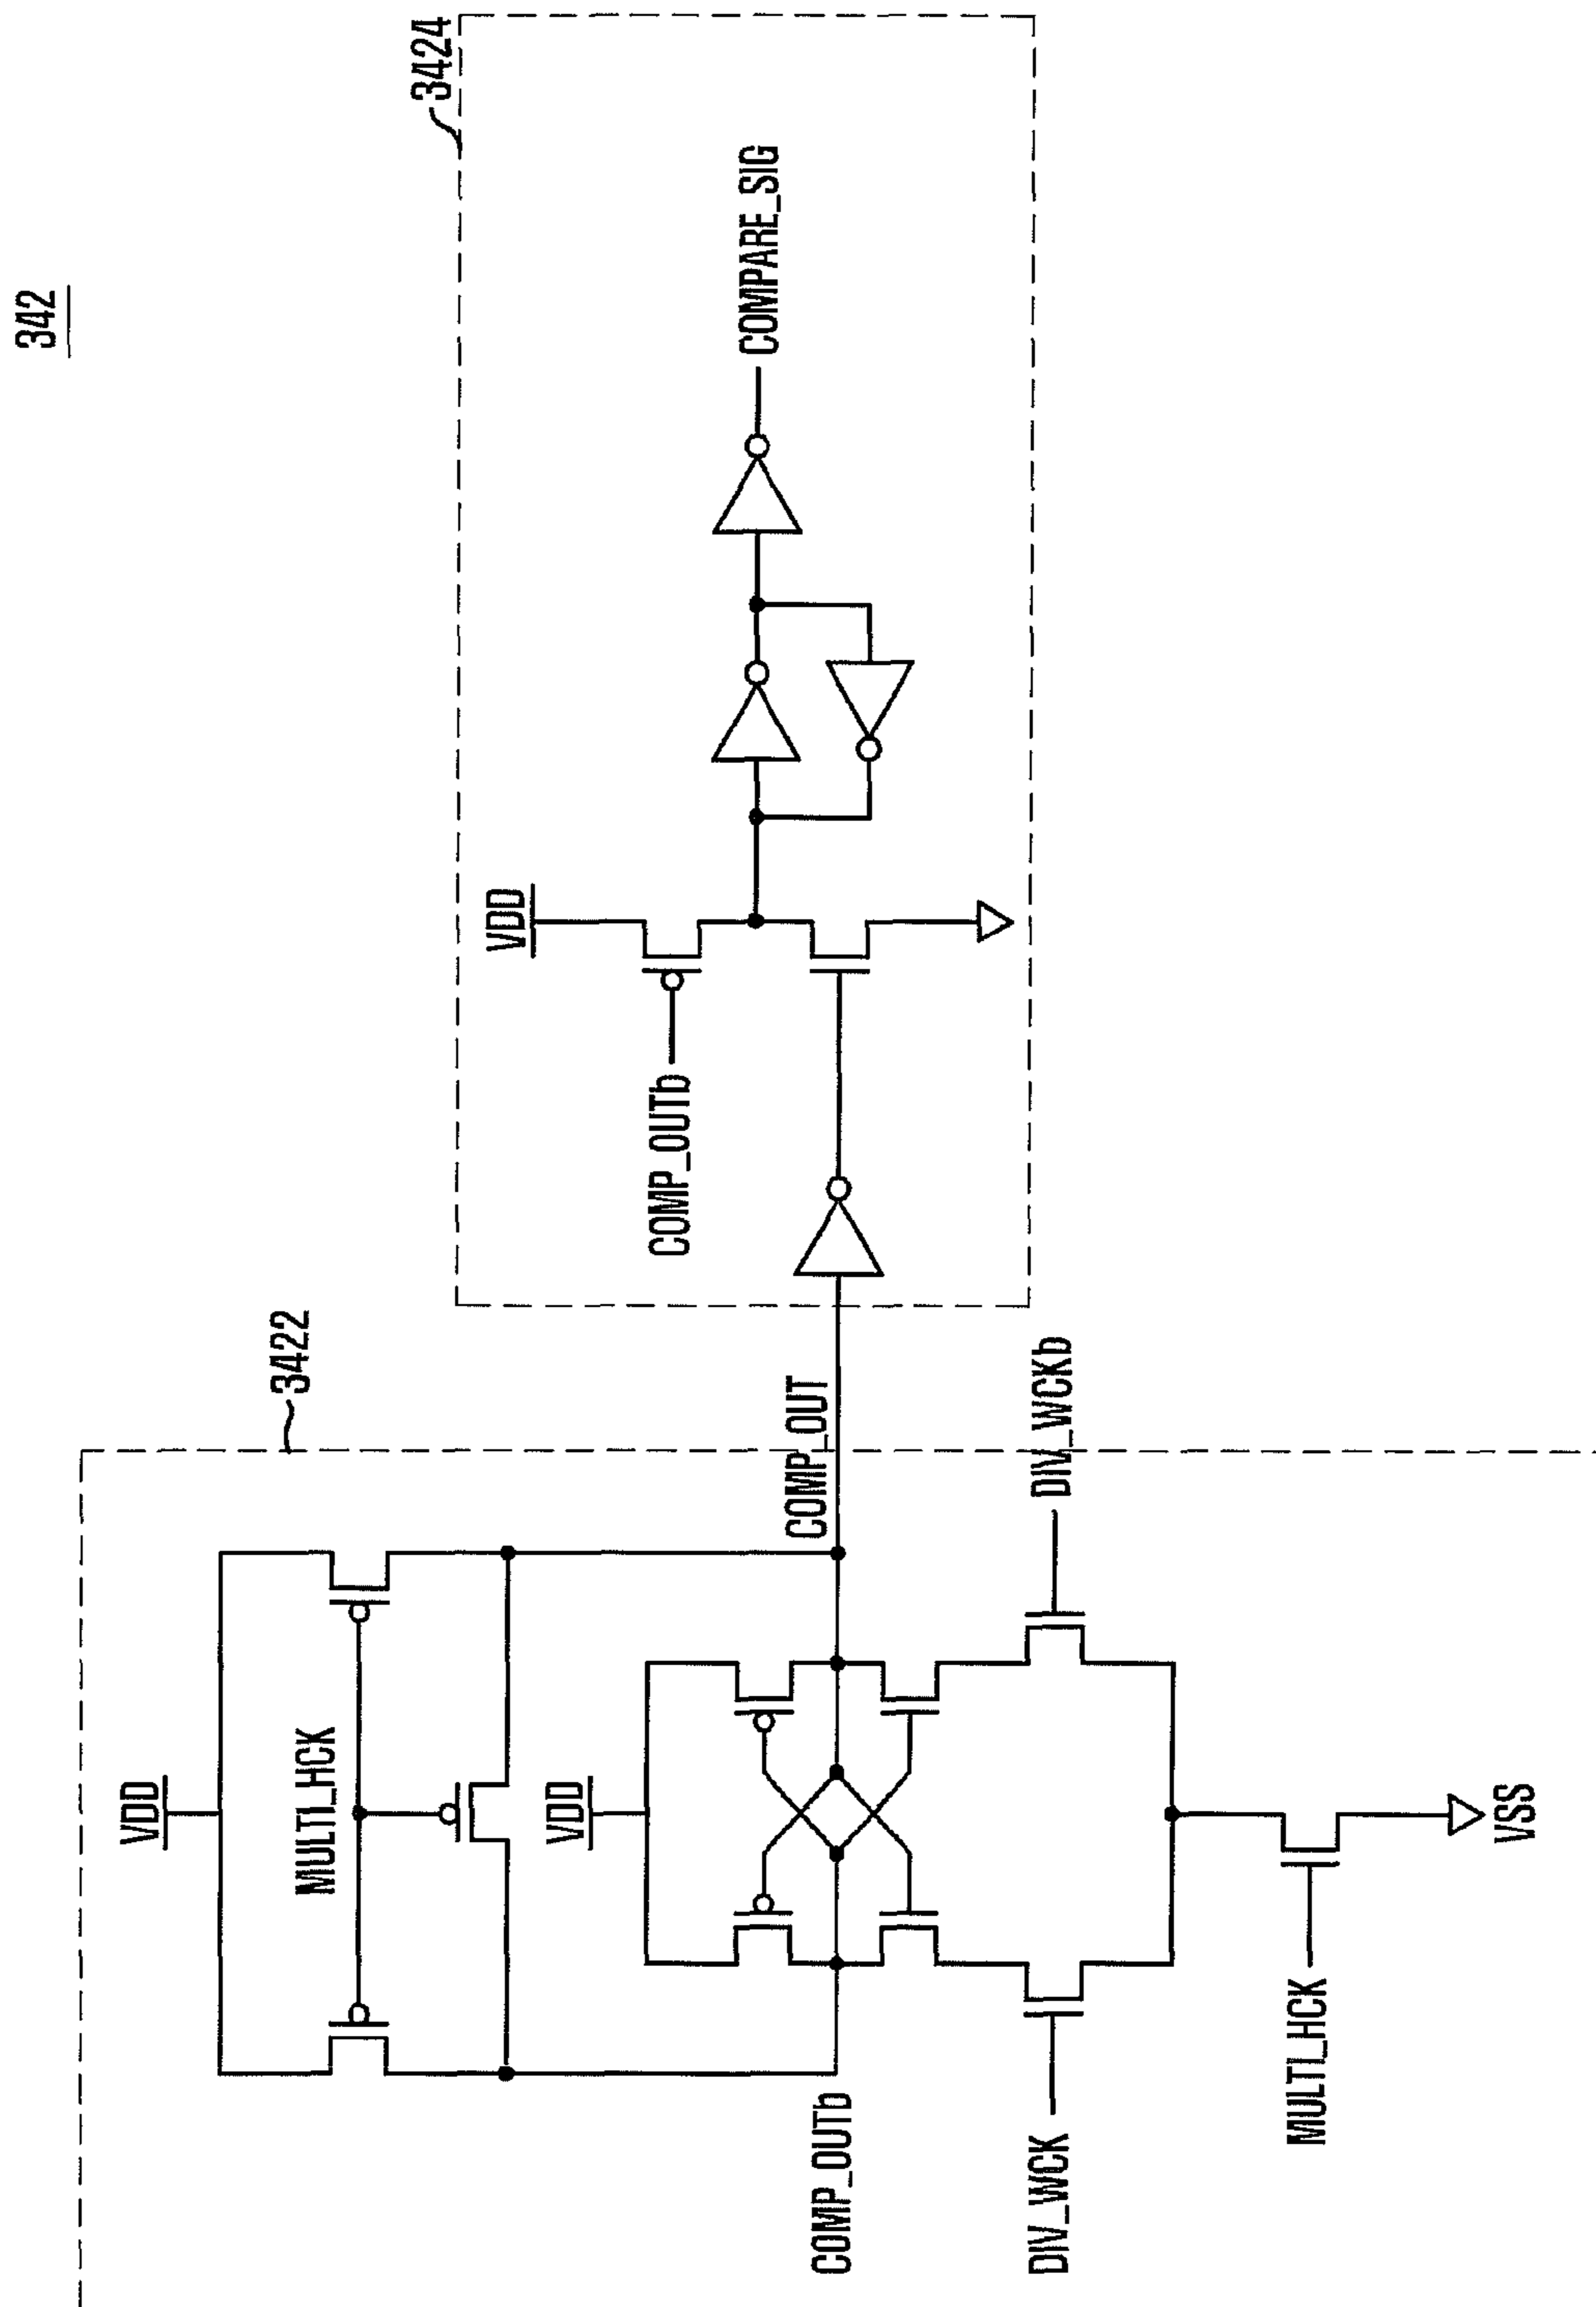 342
3422
3424
VDD
MULTI_HCK
VDD
COMP_OUT
COMP_OUTb
DIV_WCK
DIV_WCKb
MULTI_HCK
VSS
VDD
COMP_OUTb
COMPARE_SIG